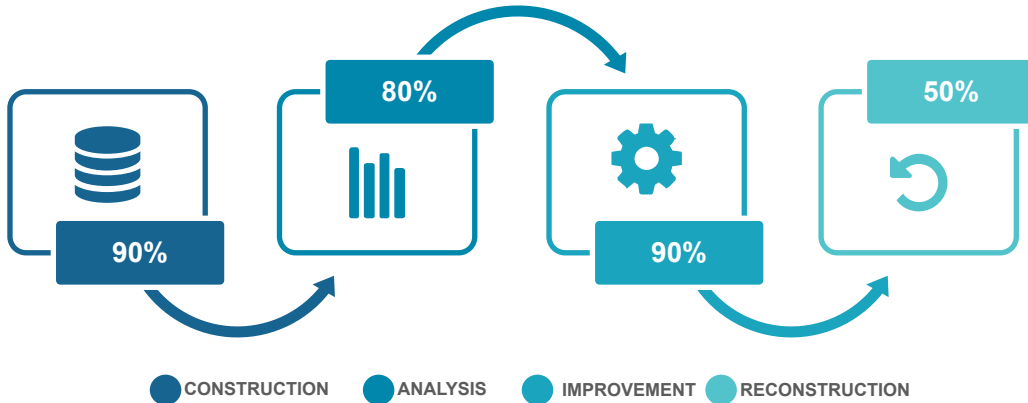 80%
50%
90%
90%
CONSTRUCTION
ANALYSIS
IMPROVEMENT
RECONSTRUCTION